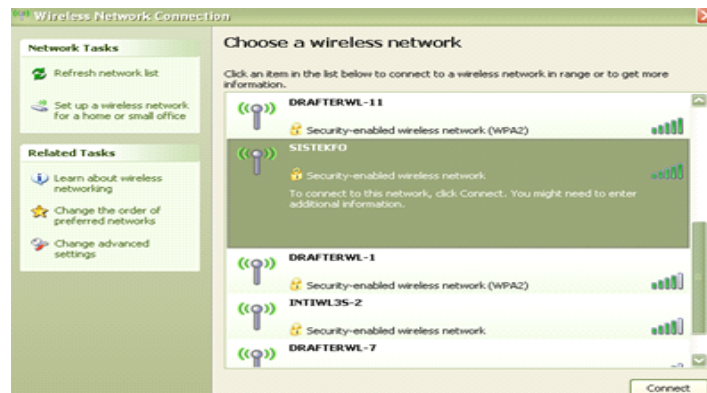 Wireless Network Connection
Network Tasks
Refresh network list
Set up a wireless network
for a home or small office
Related Tasks
Learn about wireless
networking
Change the order of
preferred networks
Change advanced
settings
Choose a wireless network
Click an item in the list below to connect to a wireless network in range or to get more
information.
DRAFTERWL-11
Security-enabled wireless network (WPA2)
SISTEKFO
Security-enabled wireless network
To connect to this network, click Connect. You might need to enter
additional information.
DRAFTERWL-1
Security-enabled wireless network (WPA2)
INTIWL3S-2
Security-enabled wireless network
DRAFTERWL-7
Connect